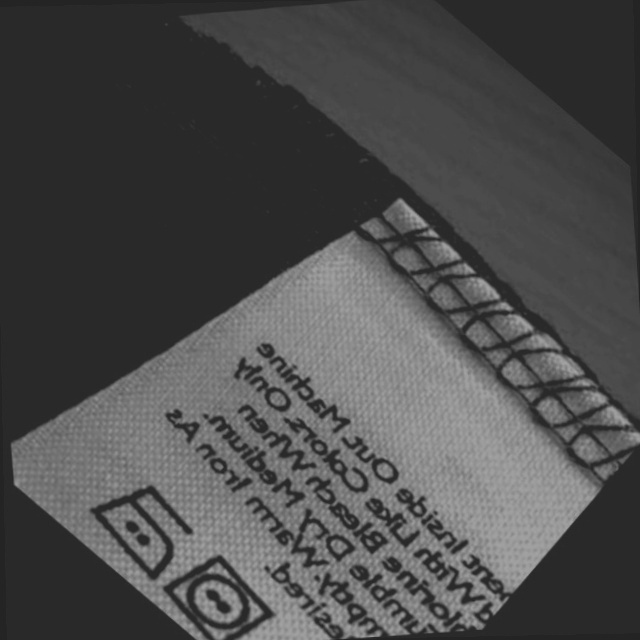 Inside Out. Machine
With Like Colors Only
Bleach When
Dry Medium.
Warm Iron As